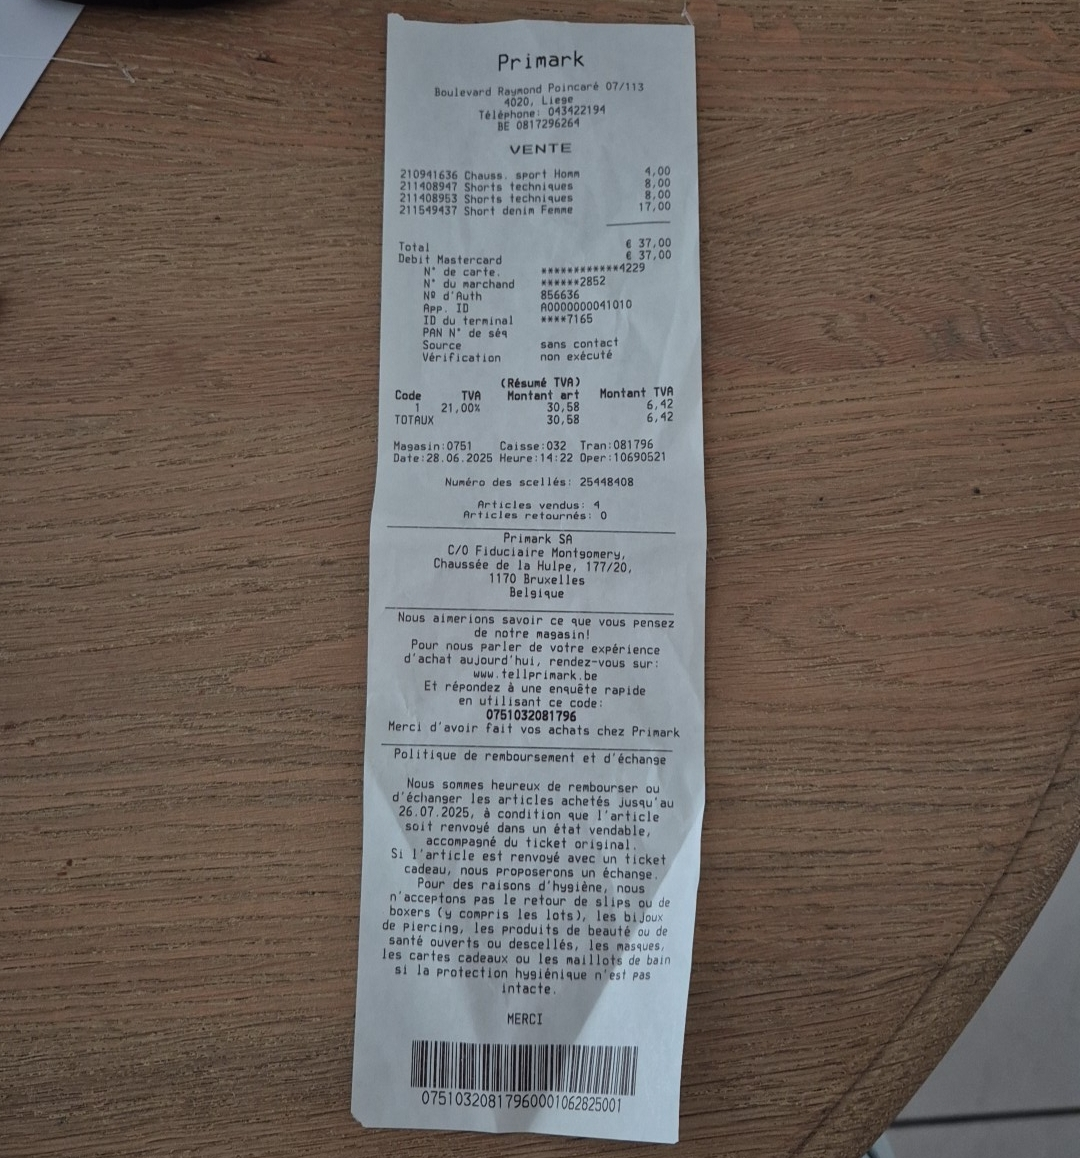 Primark
Boulevard Raymond Poincaré 07/113
4020, Liege
Téléphone: 043422194
BE 0817296264
VENTE
210941636 Chauss. sport Homm 4,00
211408947 Shorts techniques 8,00
211408953 Shorts techniques 8,00
211549437 Short denim Femme 17,00
Total € 37,00
Debit Mastercard € 37,00
N° de carte. ************4229
N° du marchand ******2852
Nº d'Auth 856636
App. ID A0000000041010
ID du terminal ****7165
PAN N° de séq
Source sans contact
Vérification non exécuté
(Résumé TVA)
Code TVA Montant art Montant TVA
1 21,00% 30,58 6,42
TOTAUX 30,58 6,42
Magasin:0751 Caisse:032 Tran:081796
Date:28.06.2025 Heure:14:22 Oper:10690521
Numéro des scellés: 25448408
Articles vendus: 4
Articles retournés: 0
Primark SA
C/O Fiduciaire Montgomery,
Chaussée de la Hulpe, 177/20,
1170 Bruxelles
Belgique
Nous aimerions savoir ce que vous pensez
de notre magasin!
Pour nous parler de votre expérience
d'achat aujourd'hui, rendez-vous sur:
www.tellprimark.be
Et répondez à une enquête rapide
en utilisant ce code:
0751032081796
Merci d'avoir fait vos achats chez Primark
Politique de remboursement et d'échange
Nous sommes heureux de rembourser ou
d'échanger les articles achetés jusqu'au
26.07.2025, à condition que l'article
soit renvoyé dans un état vendable,
accompagné du ticket original.
Si l'article est renvoyé avec un ticket
cadeau, nous proposerons un échange.
Pour des raisons d'hygiène, nous
n'acceptons pas le retour de slips ou de
boxers (y compris les lots), les bijoux
de piercing, les produits de beauté ou de
santé ouverts ou descellés, les masques,
les cartes cadeaux ou les maillots de bain
si la protection hygiénique n'est pas
intacte.
MERCI
07510320817960001062825001